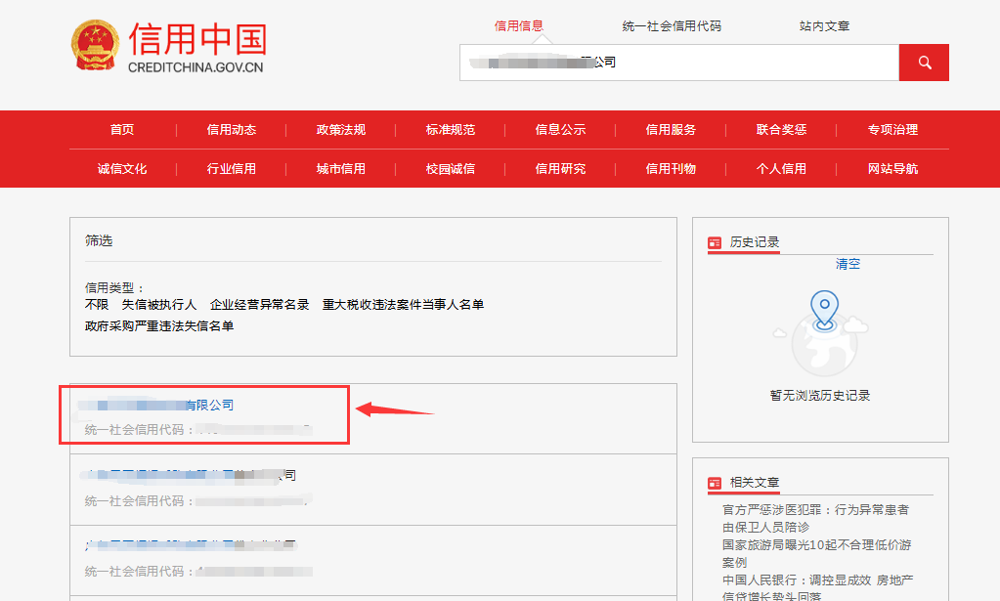 信用中国
CREDITCHINA.GOV.CN
信用信息 统一社会信用代码 站内文章
公司
首页 信用动态 政策法规 标准规范 信息公示 信用服务 联合奖惩 专项治理
诚信文化 行业信用 城市信用 校园诚信 信用研究 信用刊物 个人信用 网站导航
筛选
信用类型：
不限 失信被执行人 企业经营异常名录 重大税收违法案件当事人名单
政府采购严重违法失信名单
有限公司
统一社会信用代码：
司
统一社会信用代码：
统一社会信用代码：
历史记录
清空
暂无浏览历史记录
相关文章
官方严惩涉医犯罪：行为异常患者
由保卫人员陪诊
国家旅游局曝光10起不合理低价游
案例
中国人民银行：调控显成效 房地产
信贷增长势头回落